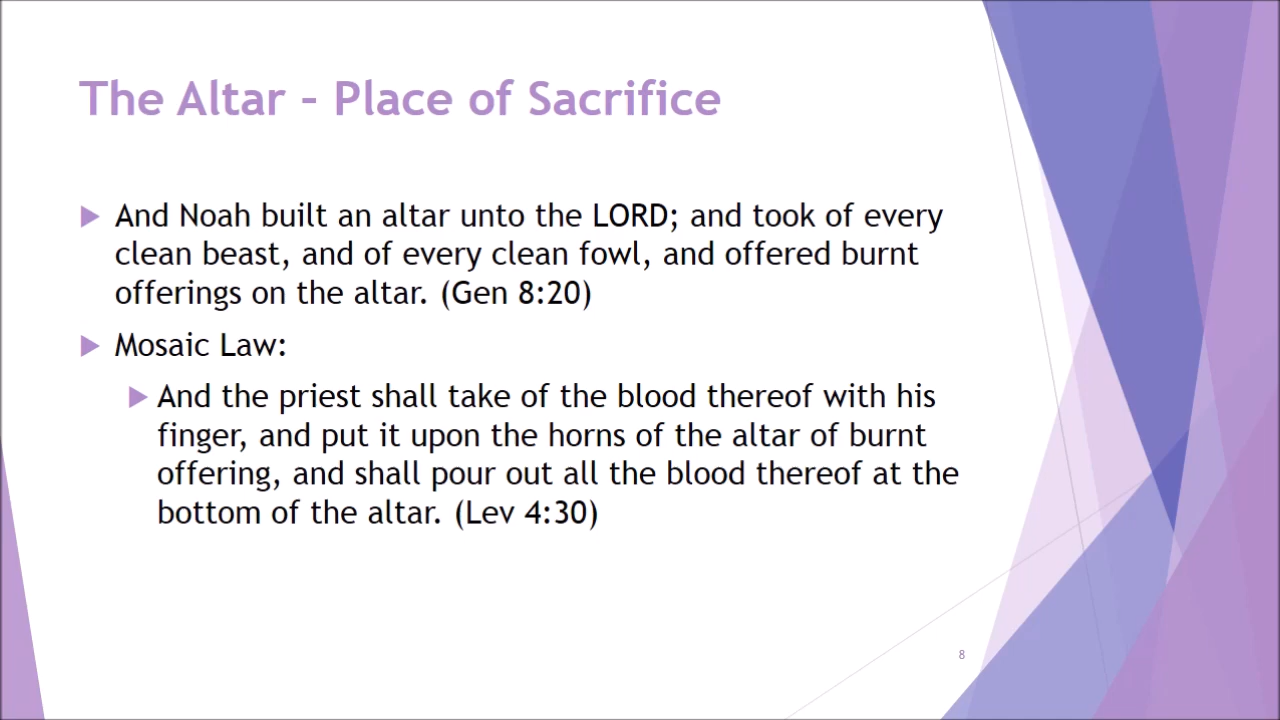 The Altar – Place of Sacrifice
And Noah built an altar unto the LORD; and took of every
clean beast, and of every clean fowl, and offered burnt
offerings on the altar. (Gen 8:20)
Mosaic Law:
And the priest shall take of the blood thereof with his
finger, and put it upon the horns of the altar of burnt
offering, and shall pour out all the blood thereof at the
bottom of the altar. (Lev 4:30)
8